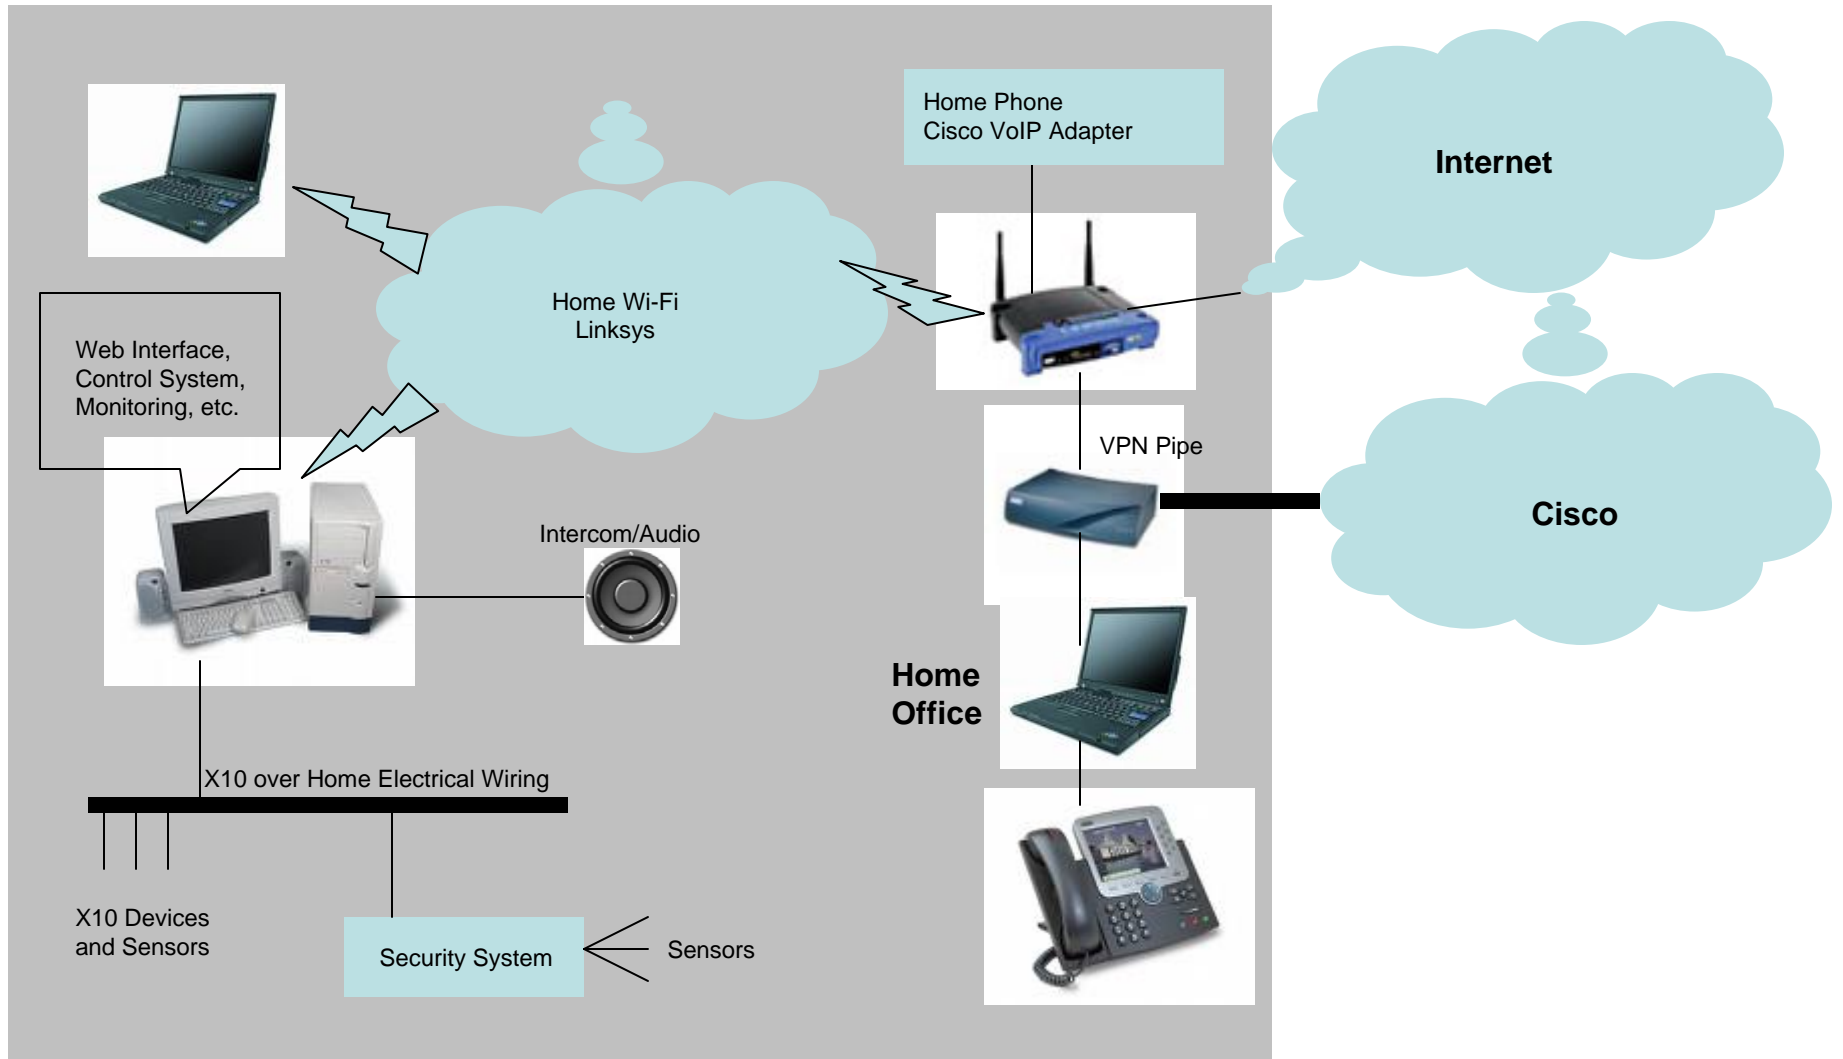 Home Phone
Cisco VoIP Adapter
Internet
Home Wi-Fi
Linksys
Web Interface,
Control System,
Monitoring, etc.
VPN Pipe
Cisco
Intercom/Audio
Home
Office
X10 over Home Electrical Wiring
X10 Devices
and Sensors
Security System
Sensors